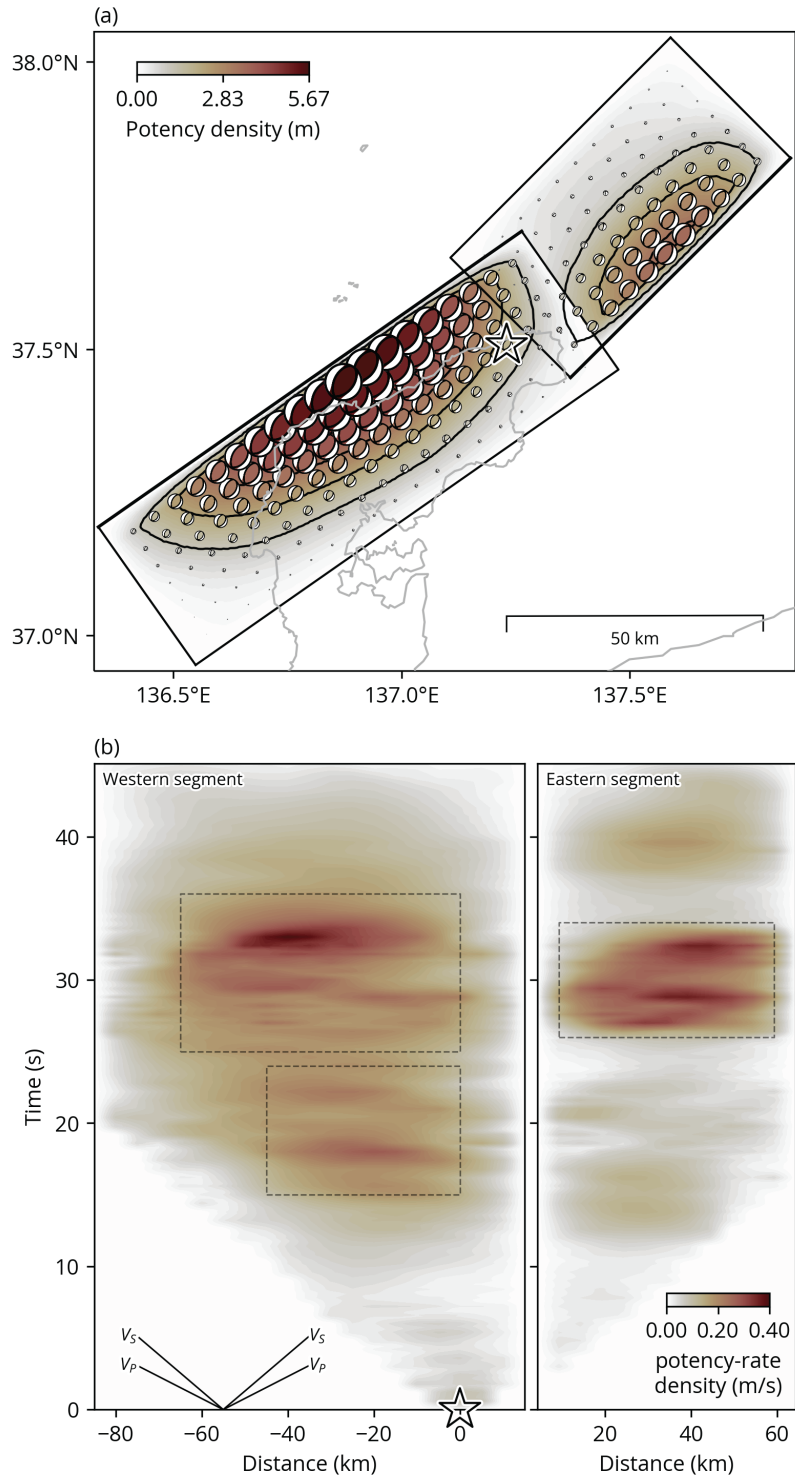 (a)
38.0°N
0.00 2.83 5.67
Potency density (m)
37.5°N
37.0°N
50 km
136.5°E 137.0°E 137.5°E
(b)
Western segment Eastern segment
40
30
Time (s)
20
10
0
V_S V_S
V_P V_P
0.00 0.20 0.40
potency-rate
density (m/s)
−80 −60 −40 −20 0 20 40 60
Distance (km) Distance (km)